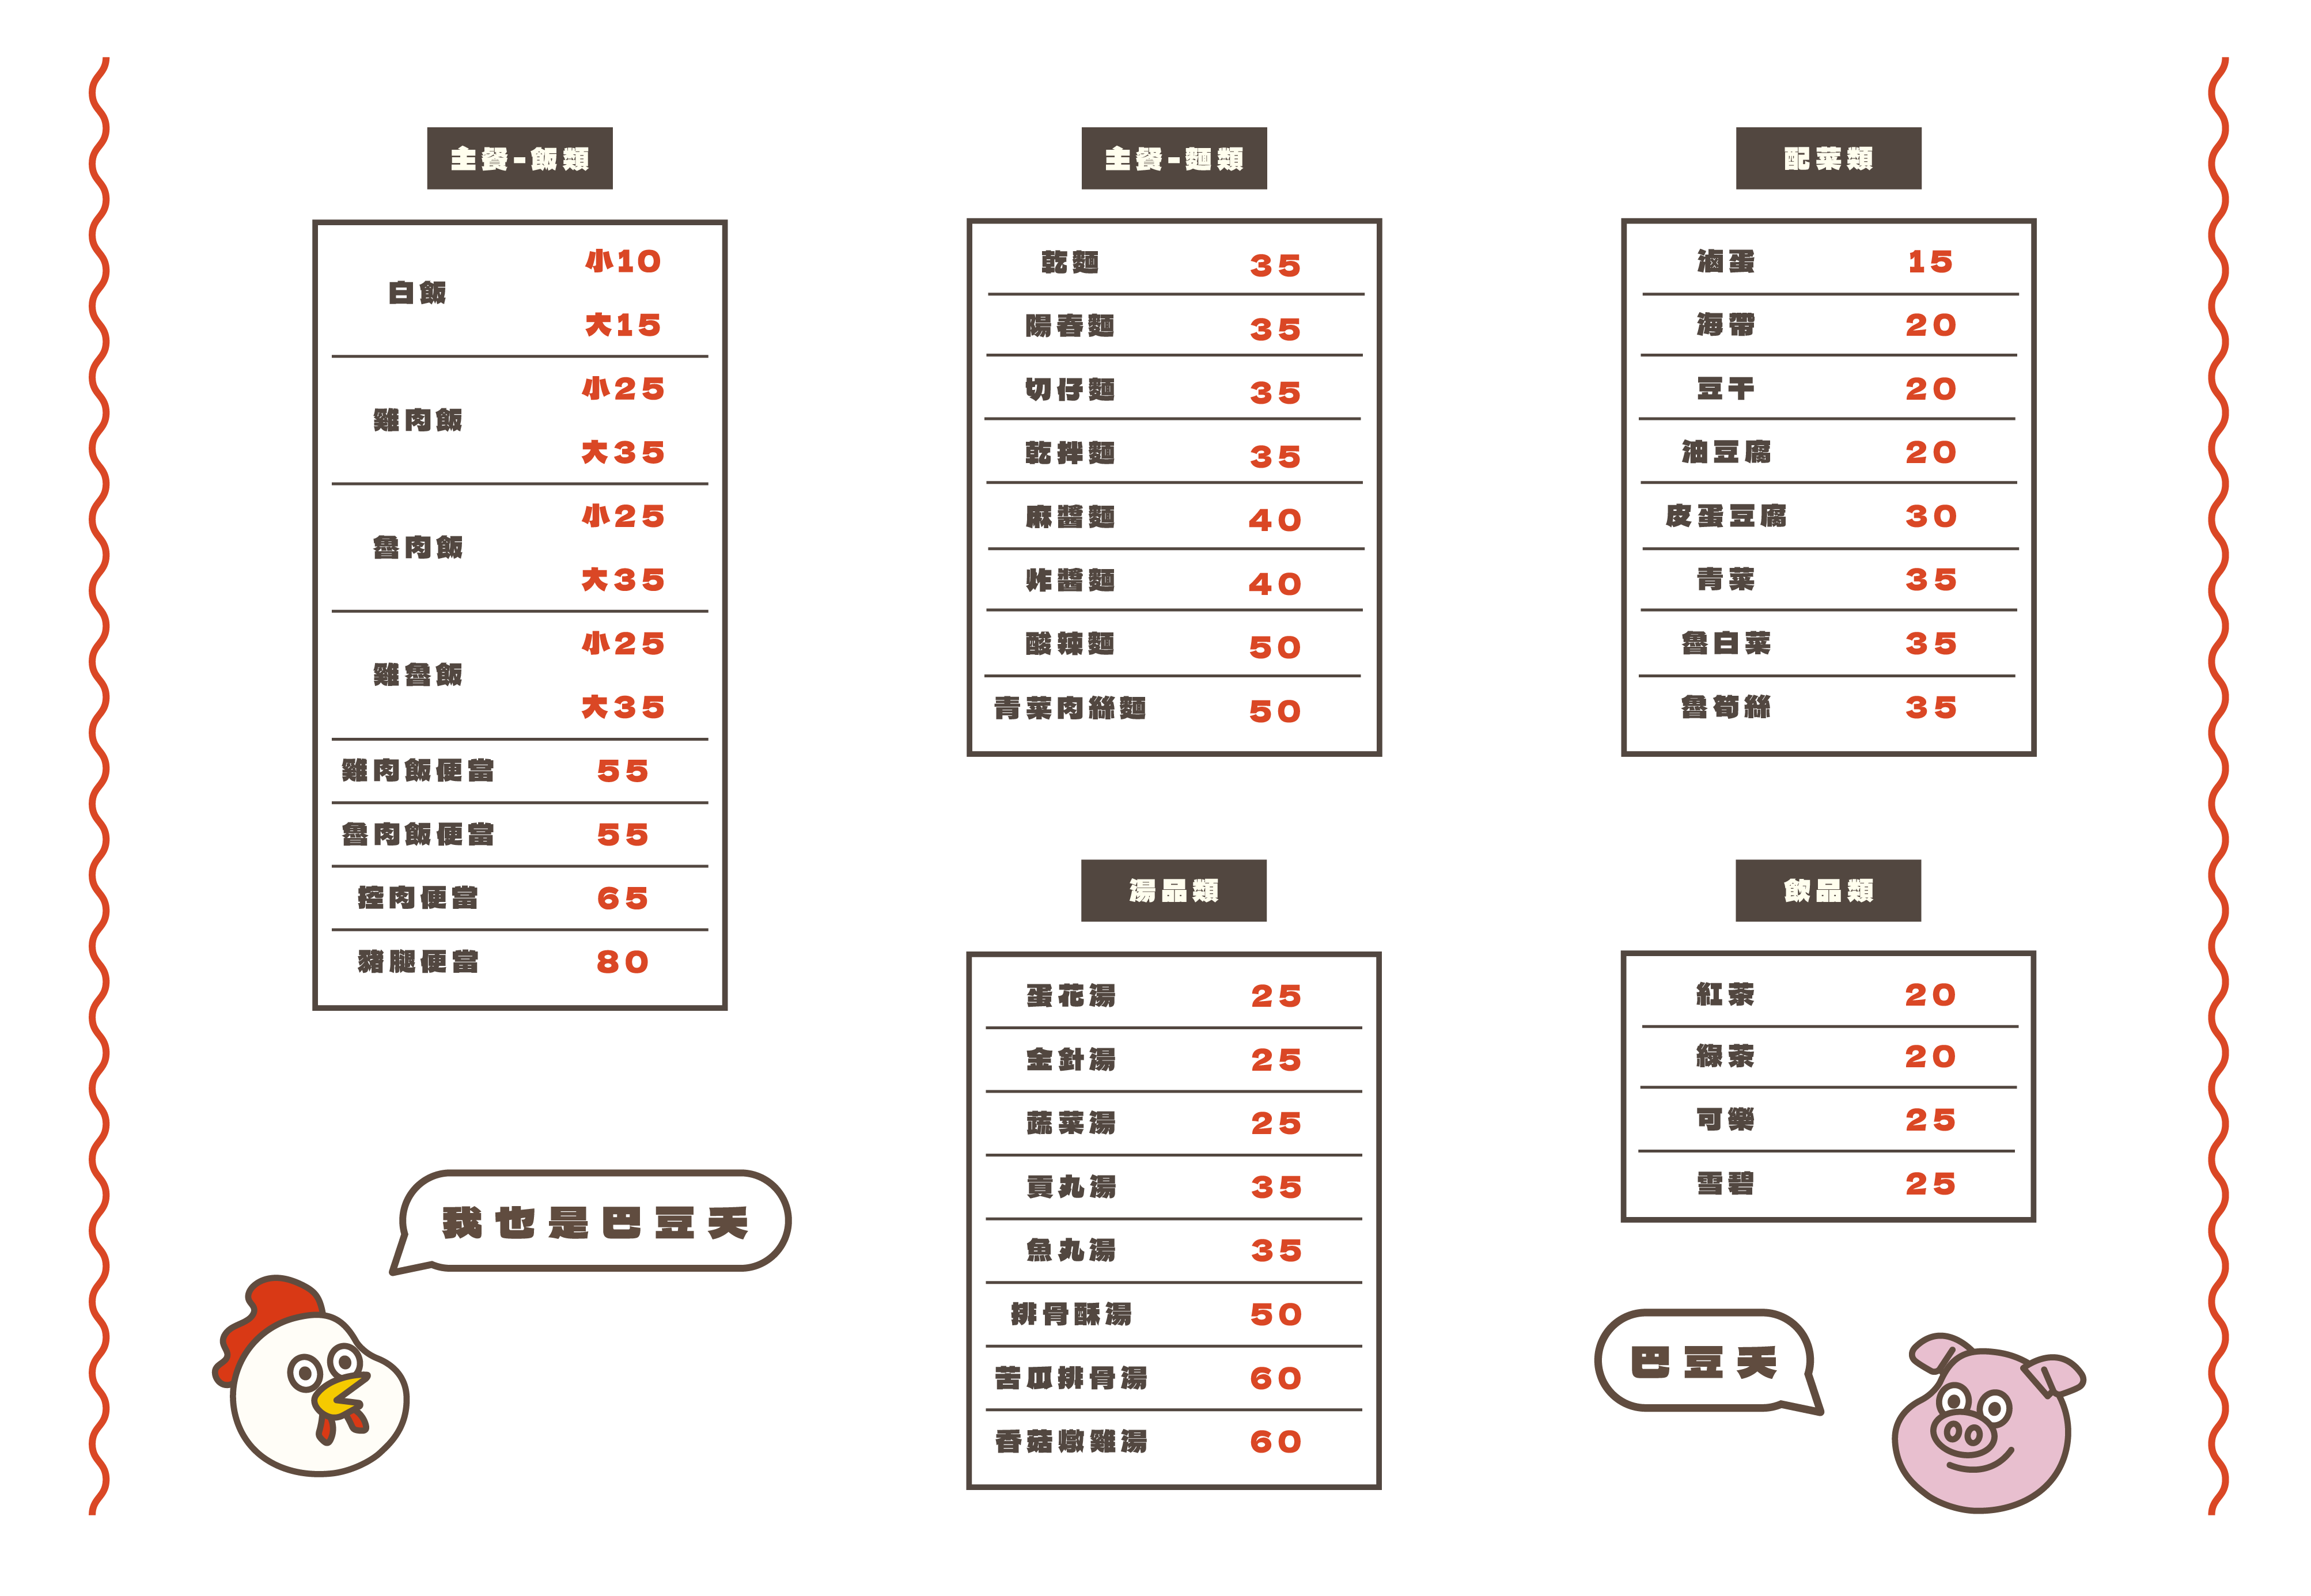 主餐-飯類
白飯 小10
大15
雞肉飯 小25
大35
魯肉飯 小25
大35
雞魯飯 小25
大35
雞肉飯便當 55
魯肉飯便當 55
控肉便當 65
豬腿便當 80
主餐-麵類
乾麵 35
陽春麵 35
切仔麵 35
乾拌麵 35
麻醬麵 40
炸醬麵 40
酸辣麵 50
青菜肉絲麵 50
配菜類
滷蛋 15
海帶 20
豆干 20
油豆腐 20
皮蛋豆腐 30
青菜 35
魯白菜 35
魯筍絲 35
湯品類
蛋花湯 25
金針湯 25
蔬菜湯 25
貢丸湯 35
魚丸湯 35
排骨酥湯 50
苦瓜排骨湯 60
香菇燉雞湯 60
飲品類
紅茶 20
綠茶 20
可樂 25
雪碧 25
我也是巴豆夭
巴豆夭